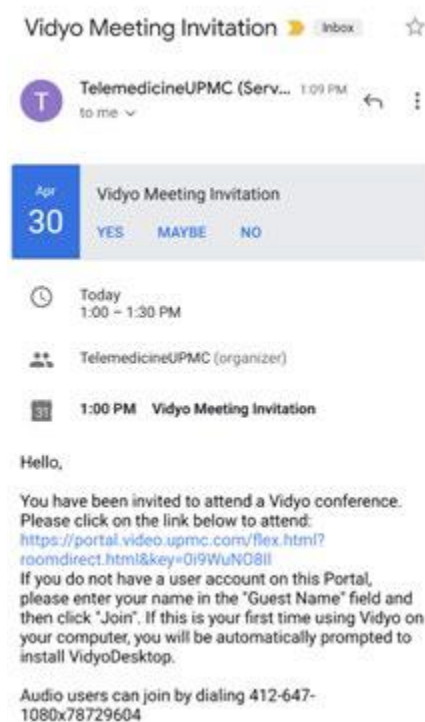 Vidyo Meeting Invitation Inbox
T
TelemedicineUPMC (Serv... 1:09 PM
to me
Apr
30
Vidyo Meeting Invitation
YES MAYBE NO
Today
1:00 – 1:30 PM
TelemedicineUPMC (organizer)
31
1:00 PM Vidyo Meeting Invitation
Hello,
You have been invited to attend a Vidyo conference.
Please click on the link below to attend:
https://portal.video.upmc.com/flex.html?
roomdirect.html&key=0i9WuNO8Il
If you do not have a user account on this Portal,
please enter your name in the "Guest Name" field and
then click "Join". If this is your first time using Vidyo on
your computer, you will be automatically prompted to
install VidyoDesktop.
Audio users can join by dialing 412-647-
1080x78729604